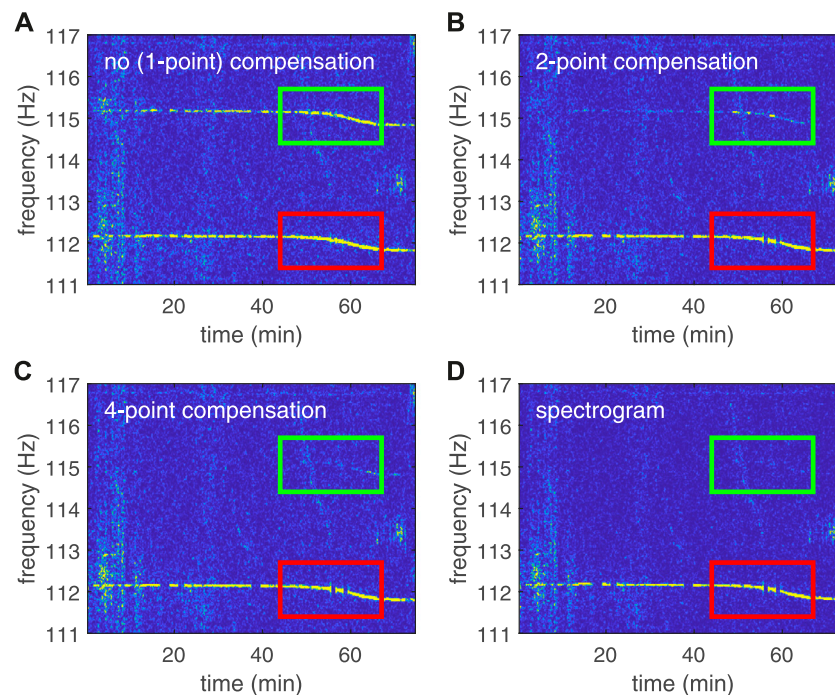 A
B
no (1-point) compensation
2-point compensation
117
116
115
114
113
112
111
frequency (Hz)
20
40
60
time (min)
117
116
115
114
113
112
111
frequency (Hz)
20
40
60
time (min)
C
D
4-point compensation
spectrogram
117
116
115
114
113
112
111
frequency (Hz)
20
40
60
time (min)
117
116
115
114
113
112
111
frequency (Hz)
20
40
60
time (min)